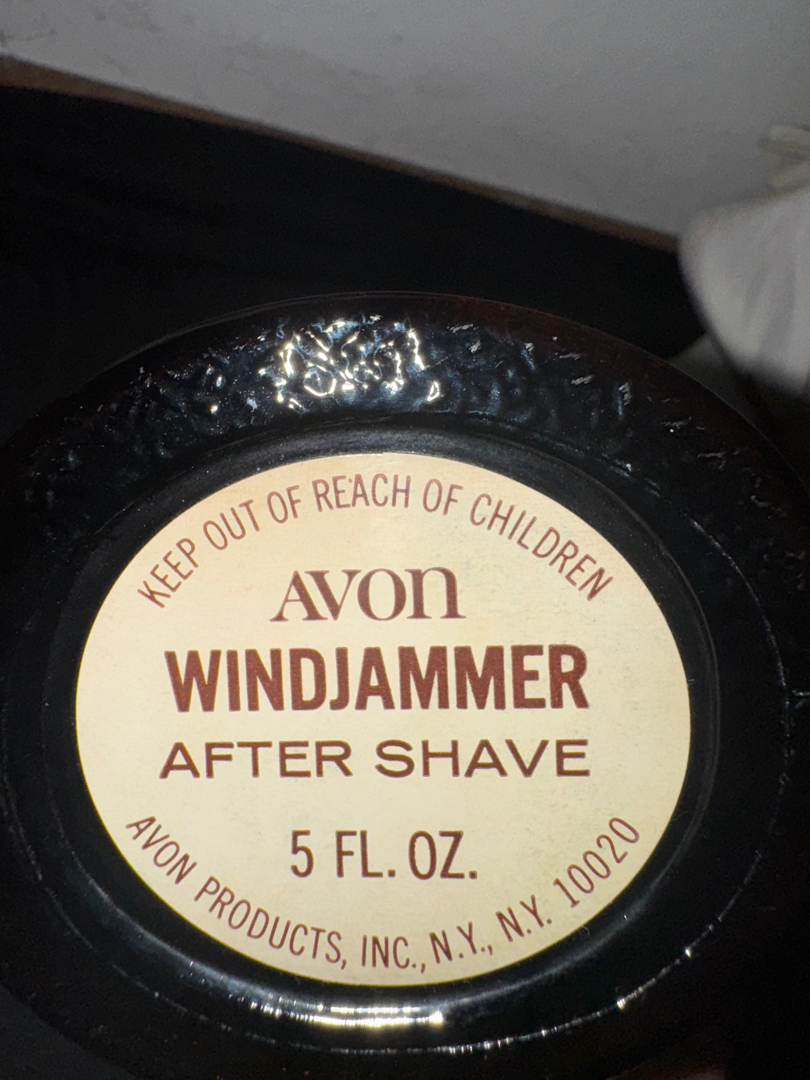 KEEP OUT OF REACH OF CHILDREN
AVON
WINDJAMMER
AFTER SHAVE
5 FL. OZ.
AVON PRODUCTS, INC., N.Y., N.Y. 10020